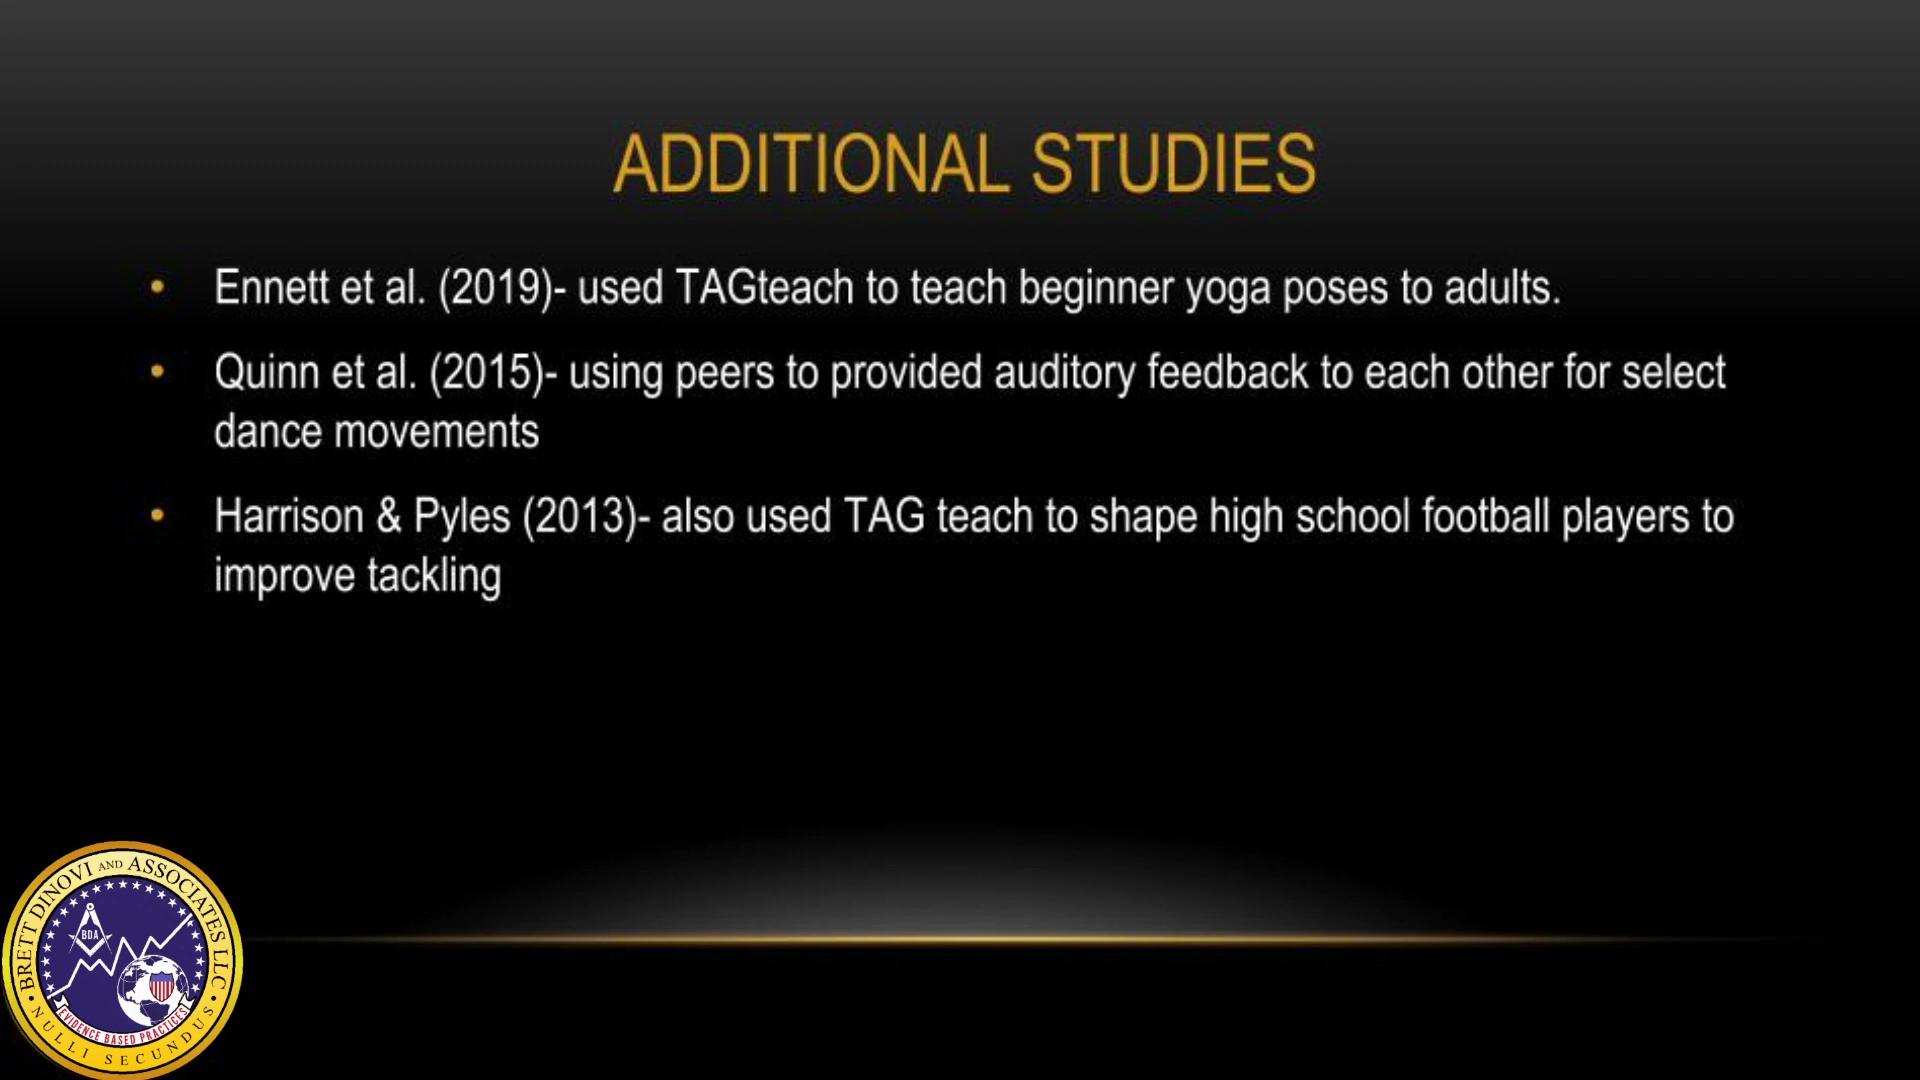 ADDITIONAL STUDIES
• Ennett et al. (2019)- used TAGteach to teach beginner yoga poses to adults.
• Quinn et al. (2015)- using peers to provided auditory feedback to each other for select
dance movements
• Harrison & Pyles (2013)- also used TAG teach to shape high school football players to
improve tackling
BRETT DINOVI AND ASSOCIATES LLC
BDA
EVIDENCE BASED PRACTICES
• NULLI SECUNDUS •